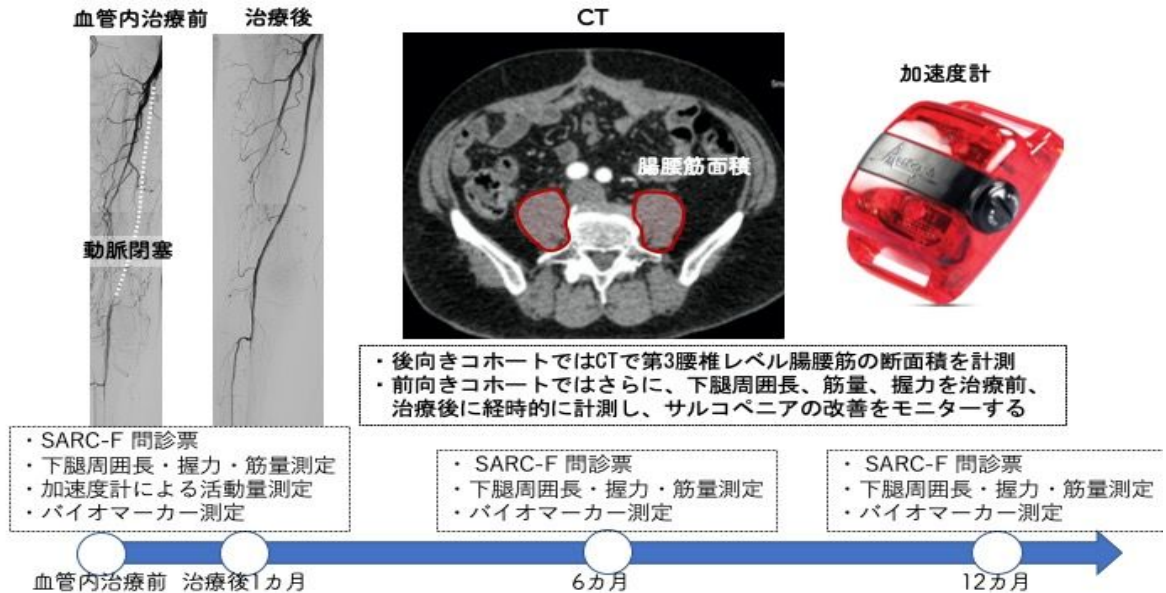 血管内治療前
治療後
CT
加速度計
腸腰筋面積
動脈閉塞
・後向きコホートではCTで第3腰椎レベル腸腰筋の断面積を計測
・前向きコホートではさらに、下腿周囲長、筋量、握力を治療前、
治療後に経時的に計測し、サルコペニアの改善をモニターする
・SARC-F 問診票
・下腿周囲長・握力・筋量測定
・加速度計による活動量測定
・バイオマーカー測定
・ SARC-F 問診票
・下腿周囲長・握力・筋量測定
・バイオマーカー測定
・ SARC-F 問診票
・下腿周囲長・握力・筋量測定
・バイオマーカー測定
血管内治療前
治療後1ヵ月
6ヵ月
12ヵ月